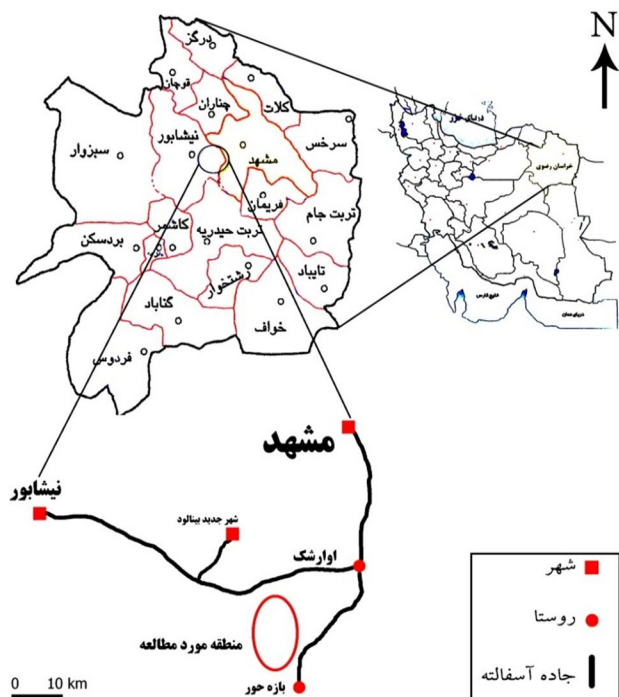 N
درگز
قوچان
چناران
کلات
نیشابور
مشهد
سرخس
سبزوار
فریمان
تربت جام
کاشمر
تربت حیدریه
بردسکن
رشتخوار
تایباد
گناباد
خواف
فردوس
دریای خزر
خراسان رضوی
خلیج فارس
دریای عمان
مشهد
نیشابور
شهر جدید بینالود
اوارشک
منطقه مورد مطالعه
بازه حور
شهر
روستا
جاده آسفالته
0 10 km